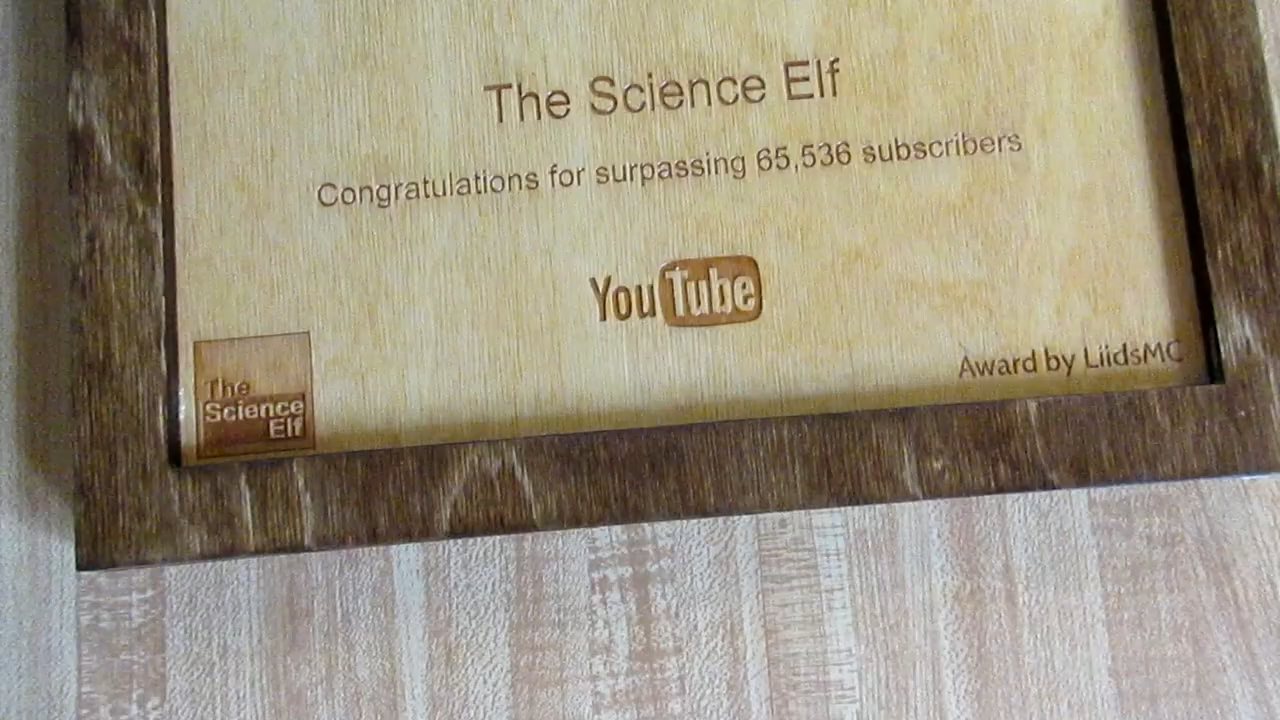 The Science Elf
Congratulations for surpassing 65,536 subscribers
YouTube
Award by LiidsMC
The
Science
Elf